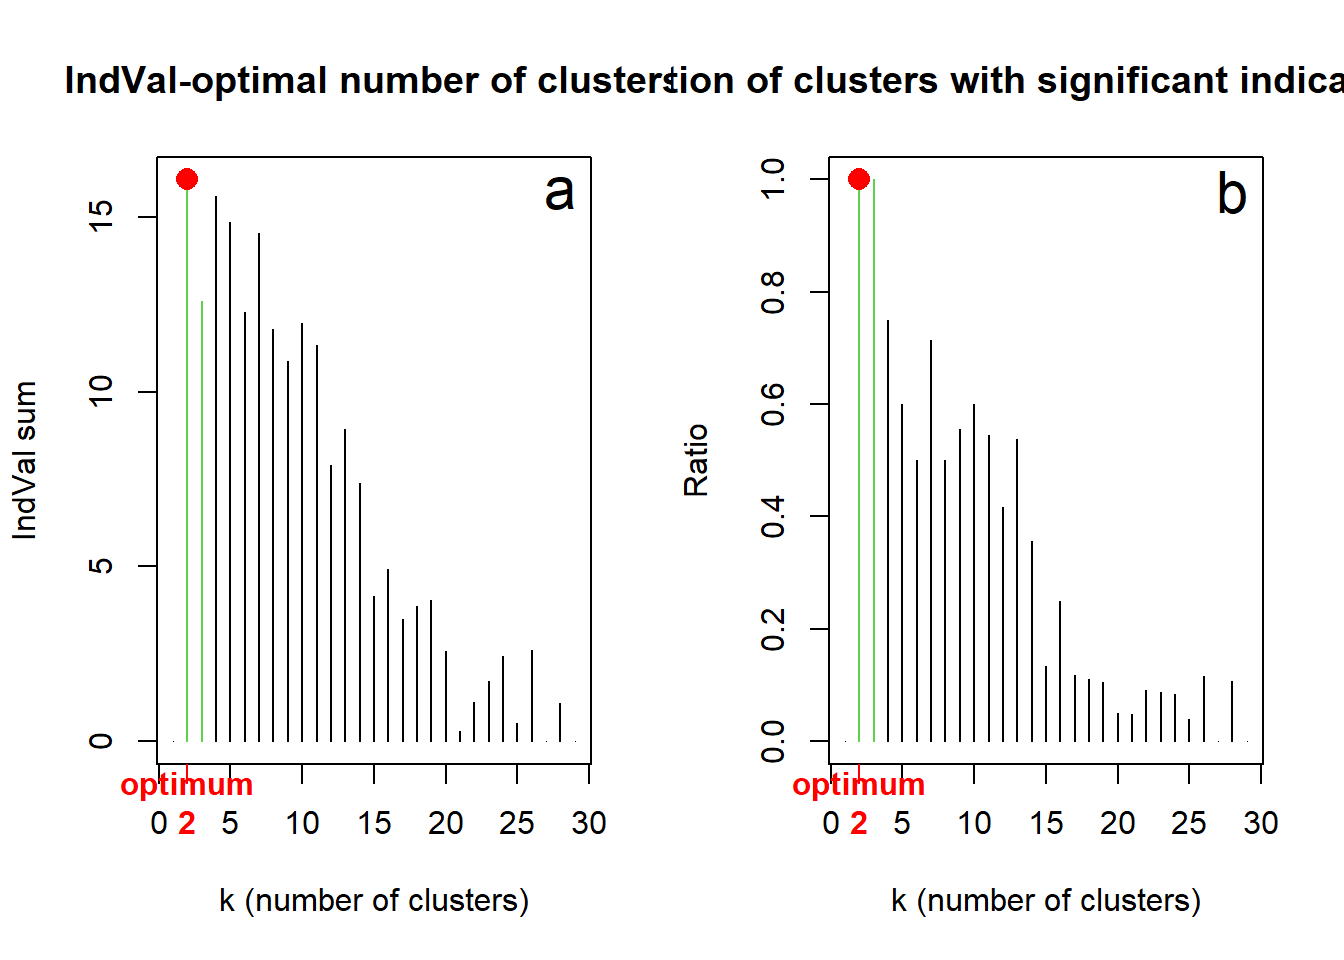 IndVal-optimal number of clusters
tion of clusters with significant indica
a
IndVal sum
15
10
5
0
optimum
0 2 5 10 15 20 25 30
k (number of clusters)
b
Ratio
1.0
0.8
0.6
0.4
0.2
0.0
optimum
0 2 5 10 15 20 25 30
k (number of clusters)